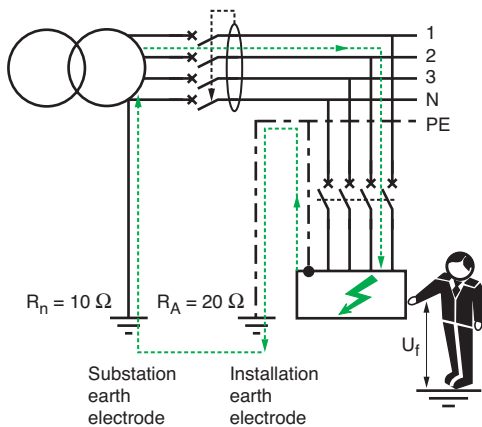 1
2
3
N
PE
Rn = 10 Ω
RA = 20 Ω
Uf
Substation
earth
electrode
Installation
earth
electrode